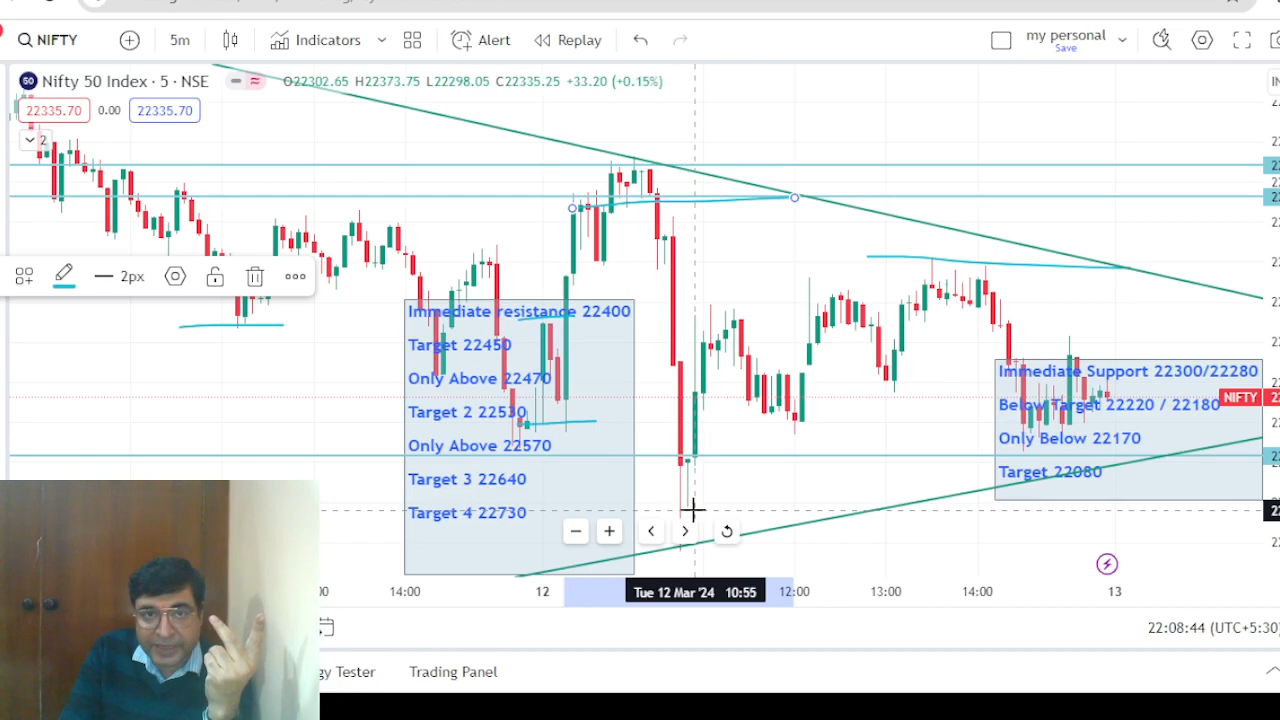 NIFTY
5m
Indicators
Alert
Replay
my personal
Save
Nifty 50 Index · 5 · NSE
O22302.65 H22373.75 L22298.05 C22335.25 +33.20 (+0.15%)
22335.70
0.00
22335.70
2
2px
Immediate resistance 22400
Target 22450
Only Above 22470
Target 2 22530
Only Above 22570
Target 3 22640
Target 4 22730
Immediate Support 22300/22280
Below Target 22220 / 22180
Only Below 22170
Target 22080
NIFTY
14:00
12
Tue 12 Mar '24 10:55
12:00
13:00
14:00
13
22:08:44 (UTC+5:30)
Tester
Trading Panel